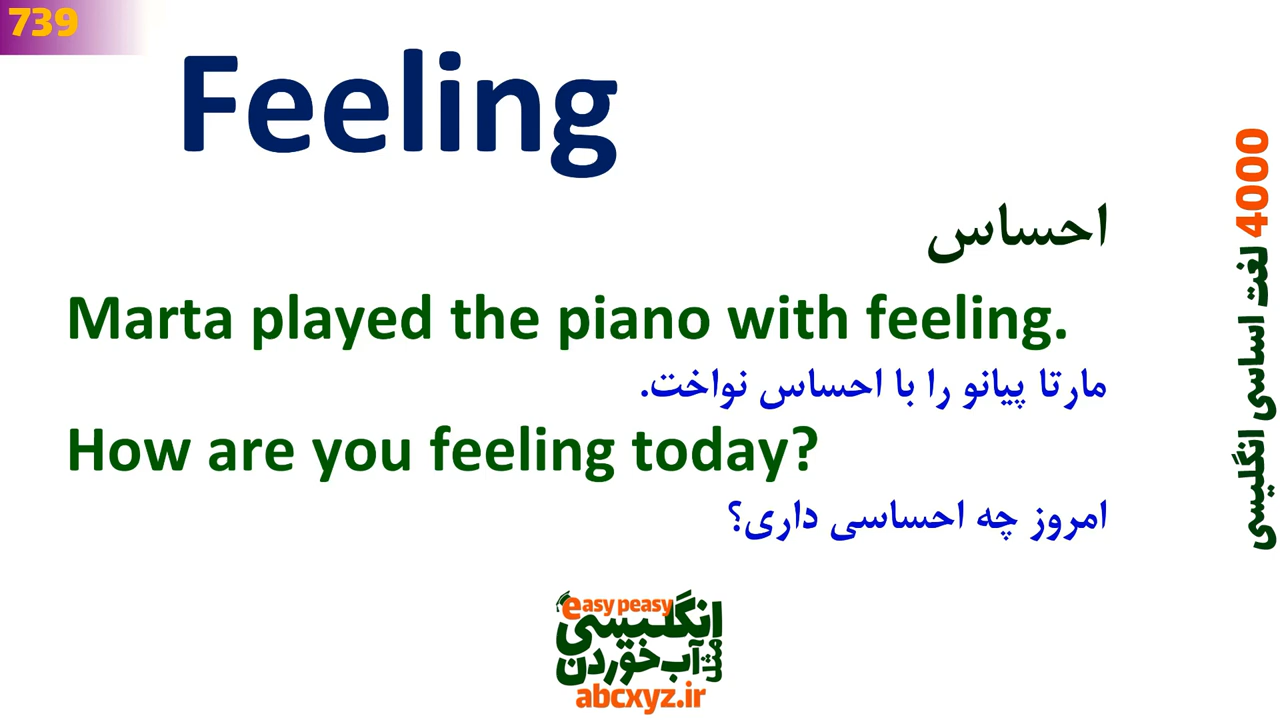 739
Feeling
احساس
Marta played the piano with feeling.
مارتا پیانو را با احساس نواخت.
How are you feeling today?
امروز چه احساسی داری؟
4000 لغت اساسی انگلیسی
easy peasy
انگلیسی
مثل آب خوردن
abcxyz.ir